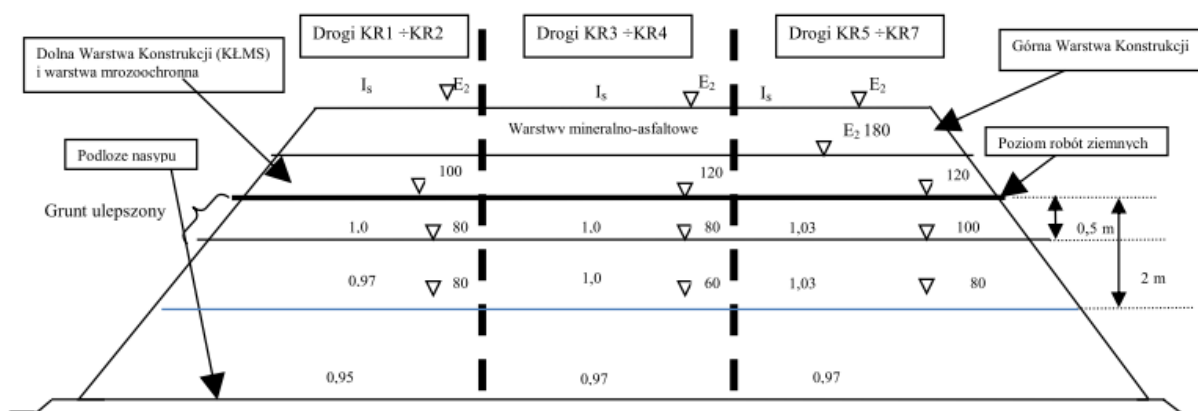 Drogi KR1 ÷KR2
Drogi KR3 ÷KR4
Drogi KR5 ÷KR7
Dolna Warstwa Konstrukcji (KŁMS)
i warstwa mrozoochronna
Górna Warstwa Konstrukcji
Is E2 Is E2 Is E2
Warstwy mineralno-asfaltowe
E2 180
Podłoze nasypu
Poziom robót ziemnych
100 120 120
Grunt ulepszony
1.0 80 1.0 80 1,03 100 0,5 m
0.97 80 1,0 60 1,03 80 2 m
0,95 0,97 0,97